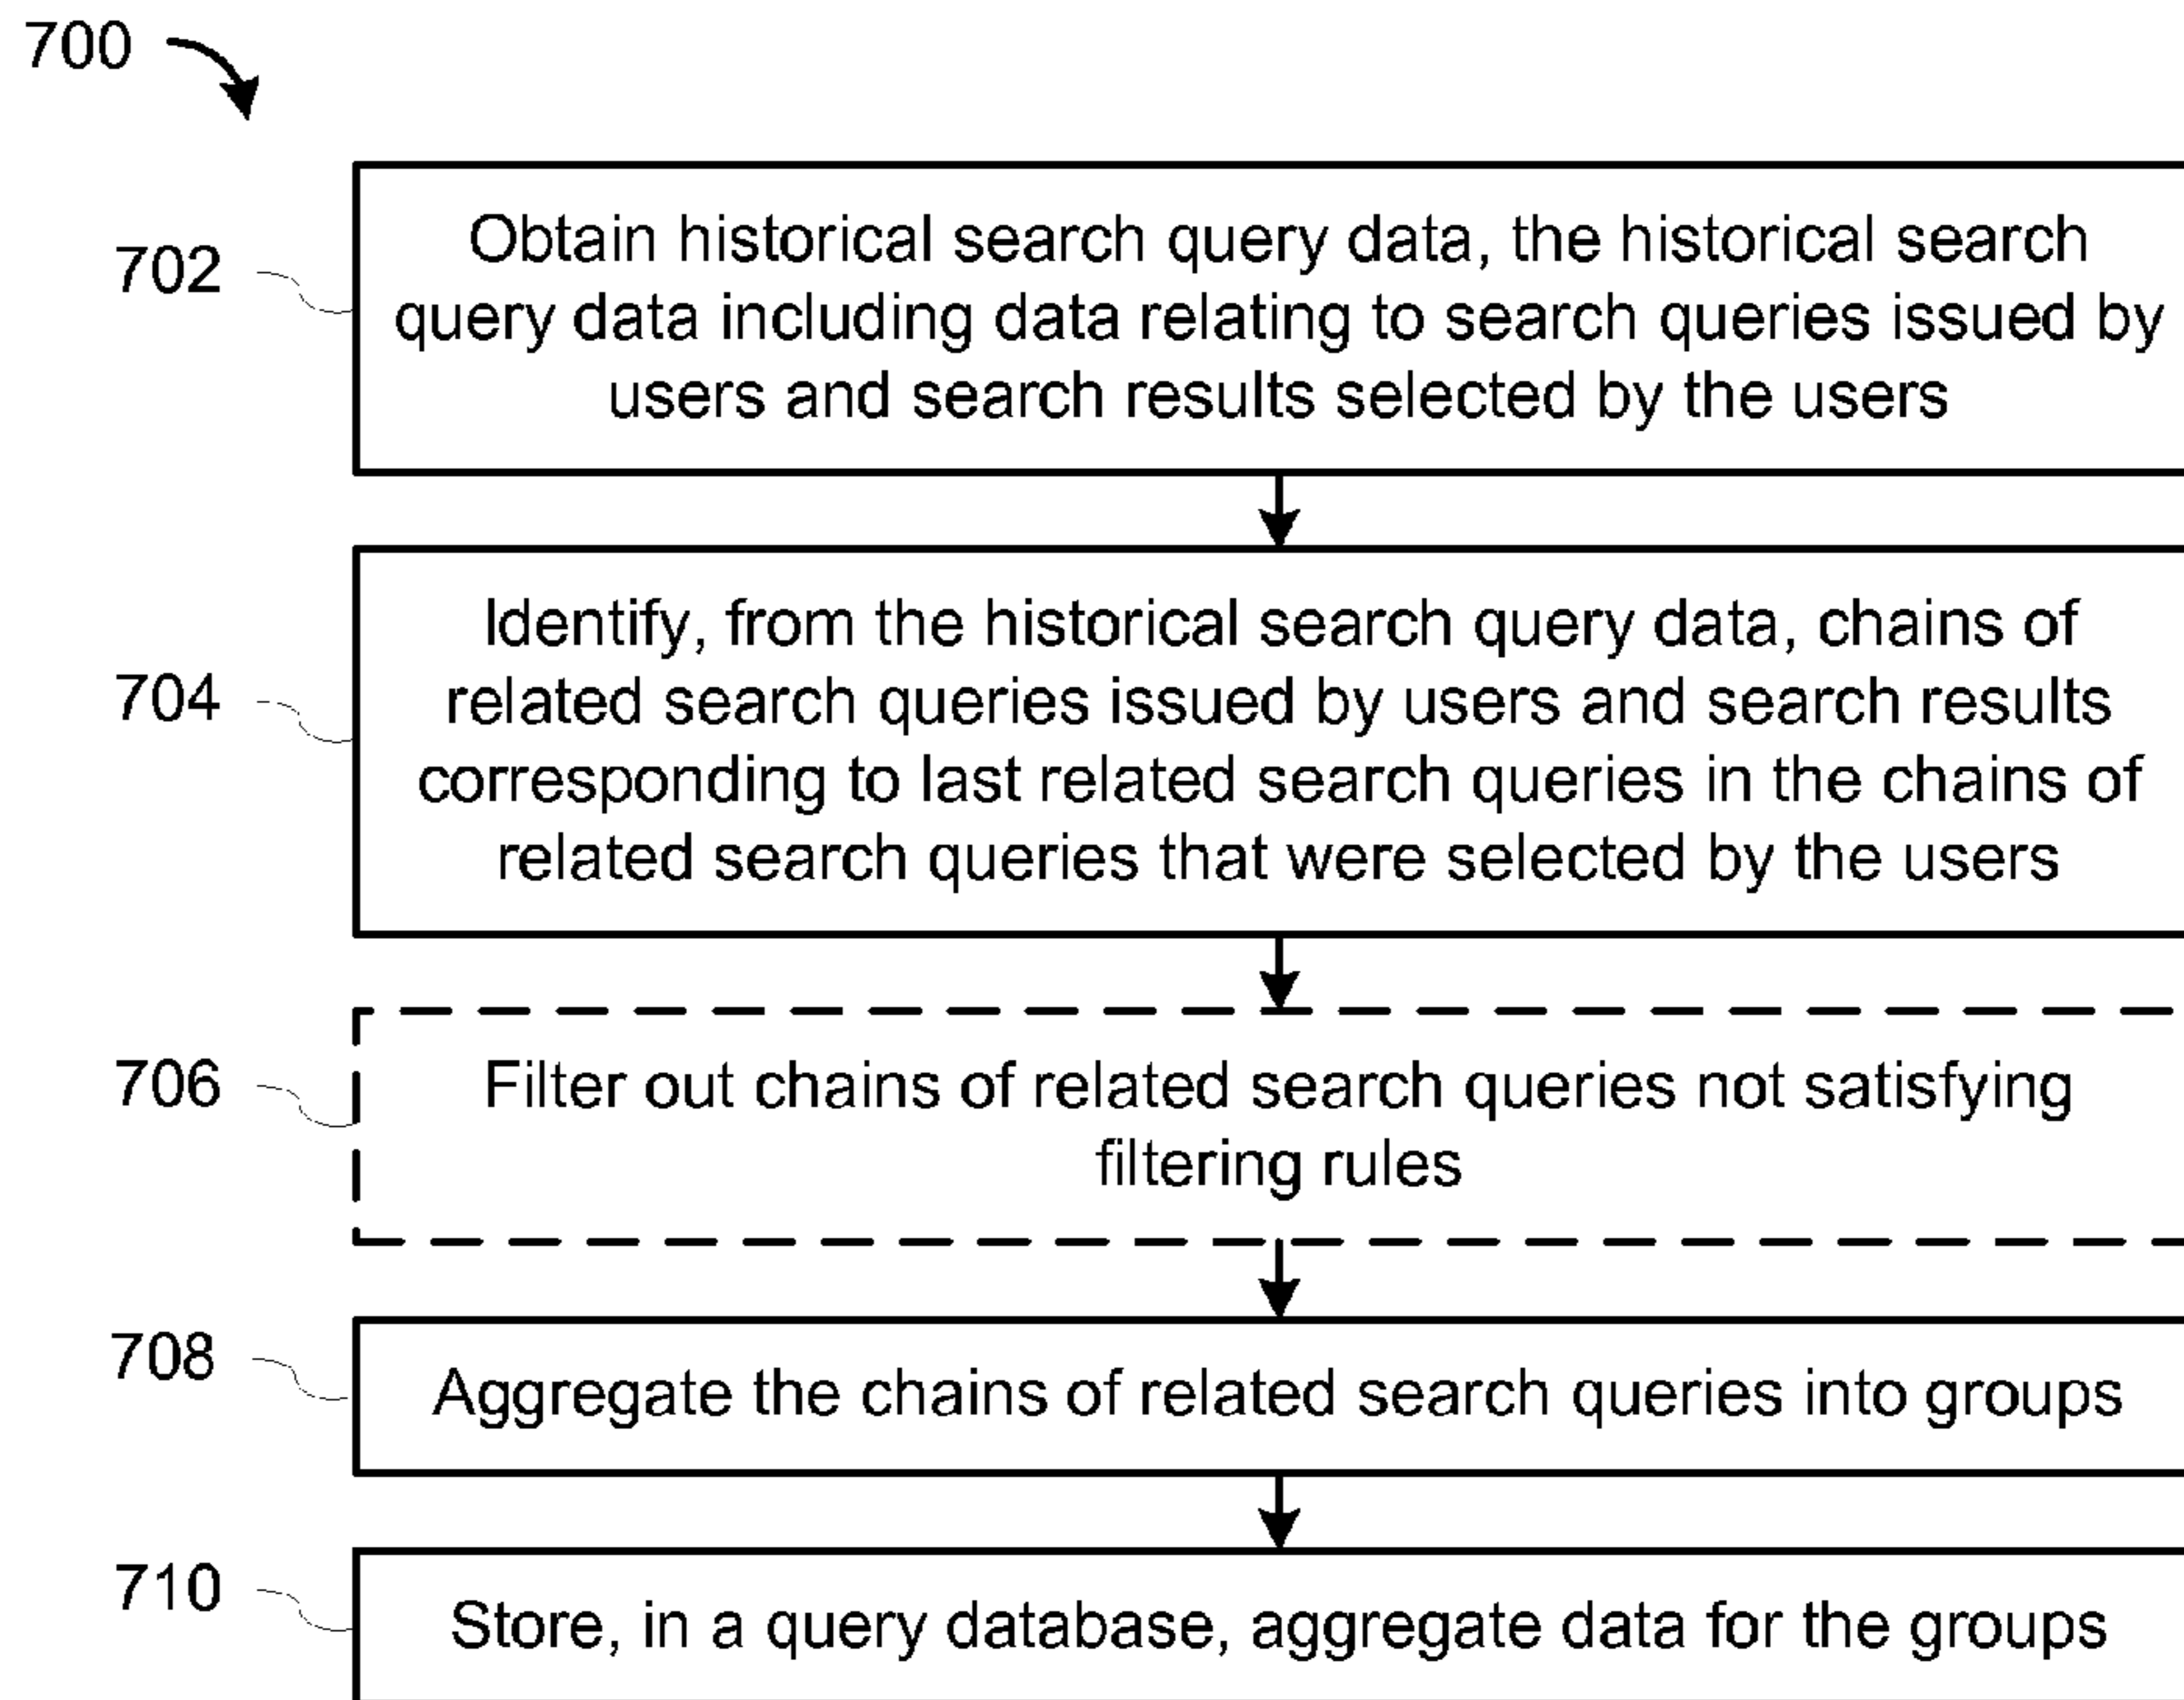 700
702
Obtain historical search query data, the historical search
query data including data relating to search queries issued by
users and search results selected by the users
704
Identify, from the historical search query data, chains of
related search queries issued by users and search results
corresponding to last related search queries in the chains of
related search queries that were selected by the users
706
Filter out chains of related search queries not satisfying
filtering rules
708
Aggregate the chains of related search queries into groups
710
Store, in a query database, aggregate data for the groups